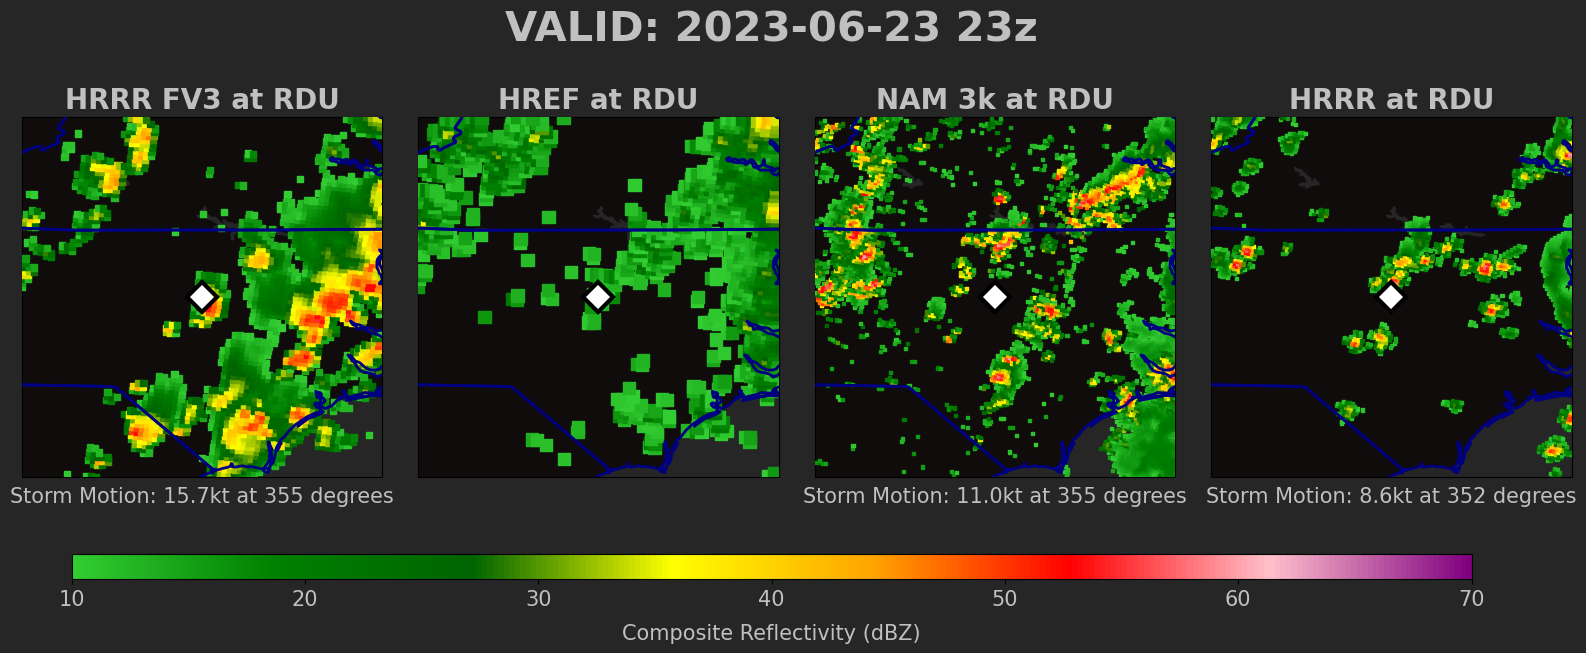 VALID: 2023-06-23 23z
HRRR FV3 at RDU
HREF at RDU
NAM 3k at RDU
HRRR at RDU
Storm Motion: 15.7kt at 355 degrees
Storm Motion: 11.0kt at 355 degrees
Storm Motion: 8.6kt at 352 degrees
10 20 30 40 50 60 70
Composite Reflectivity (dBZ)